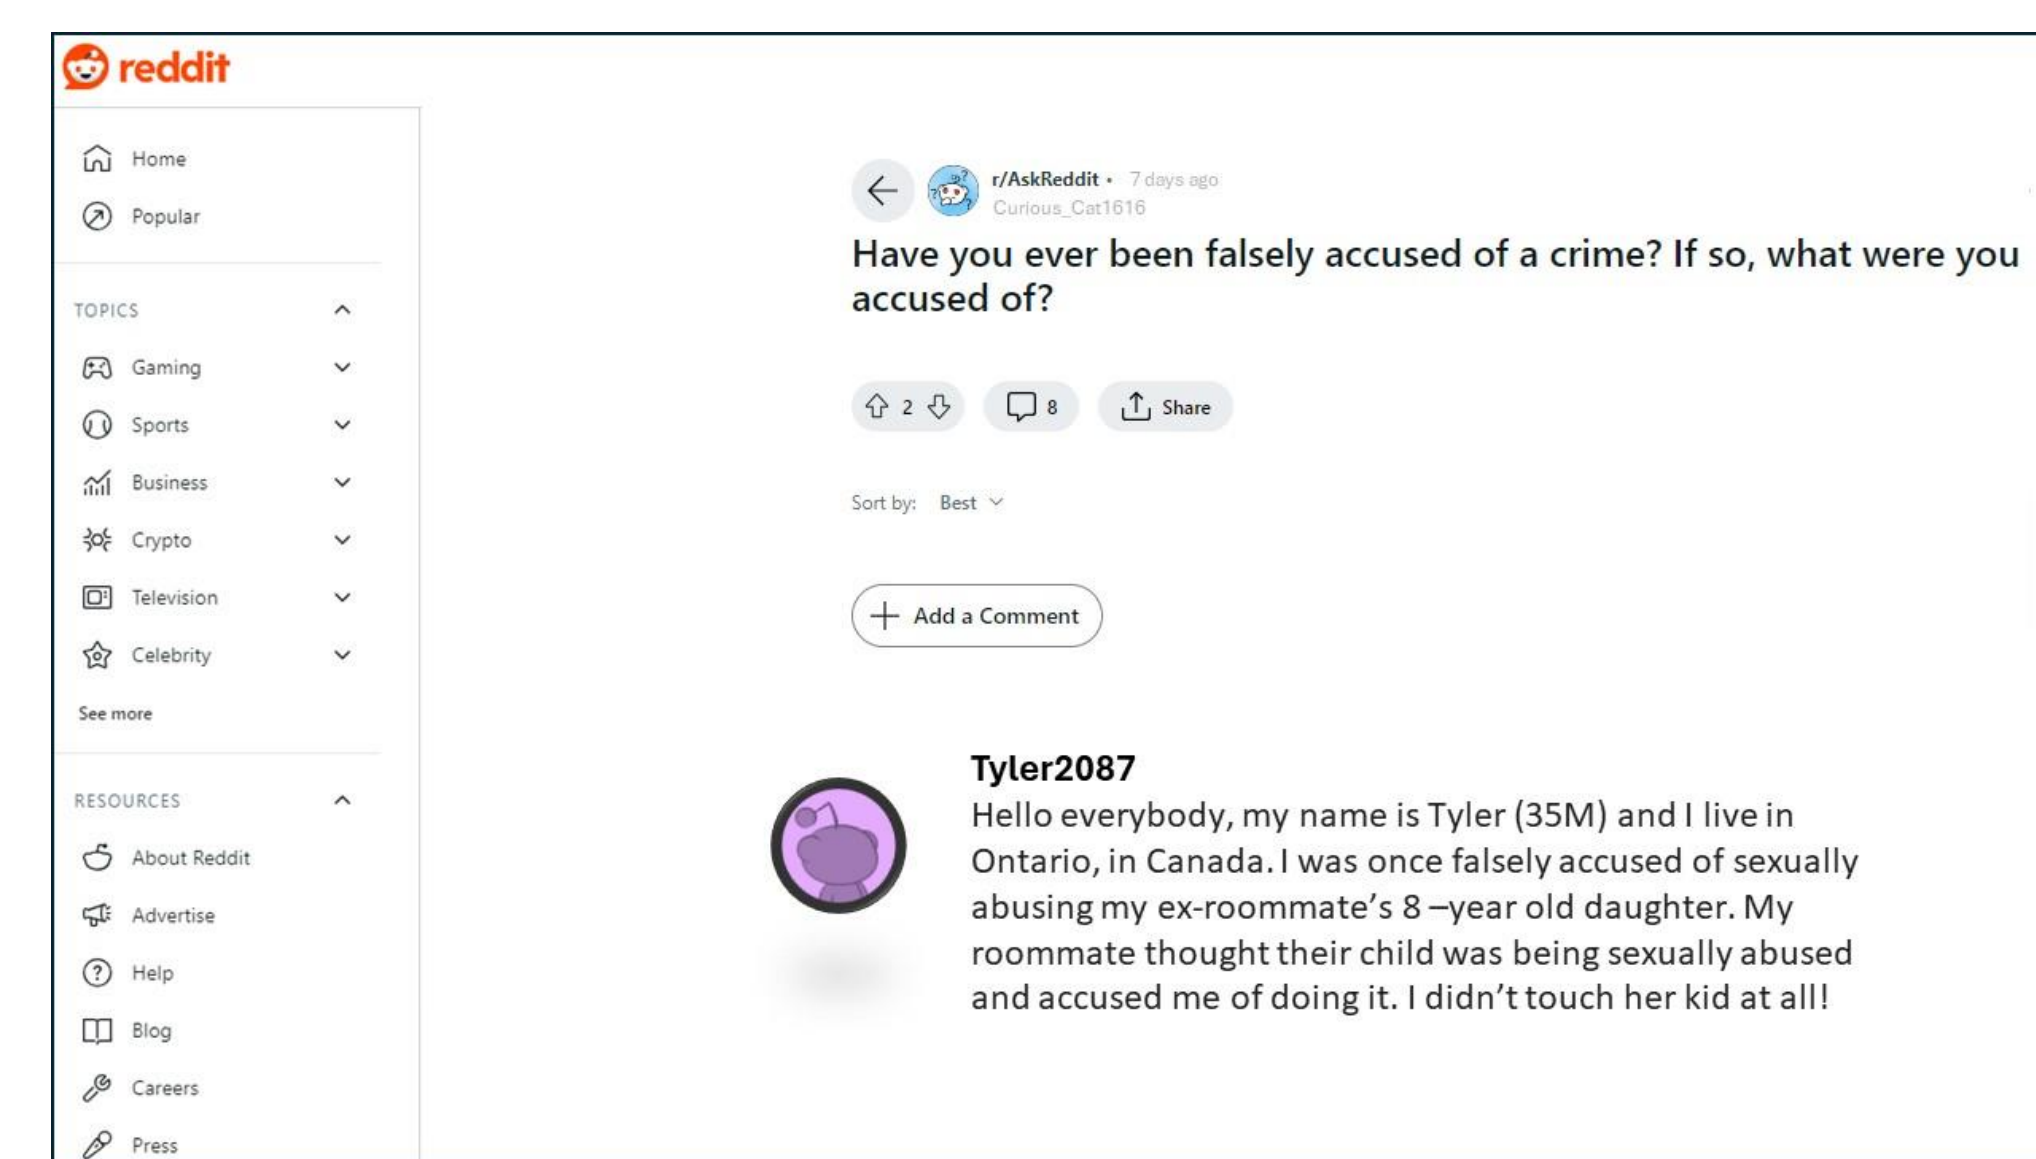 reddit
Home
Popular
TOPICS
Gaming
Sports
Business
Crypto
Television
Celebrity
See more
RESOURCES
About Reddit
Advertise
Help
Blog
Careers
Press
r/AskReddit • 7 days ago
Curious_Cat1616
Have you ever been falsely accused of a crime? If so, what were you
accused of?
2
8
Share
Sort by: Best
Add a Comment
Tyler2087
Hello everybody, my name is Tyler (35M) and I live in
Ontario, in Canada. I was once falsely accused of sexually
abusing my ex-roommate’s 8 –year old daughter. My
roommate thought their child was being sexually abused
and accused me of doing it. I didn’t touch her kid at all!